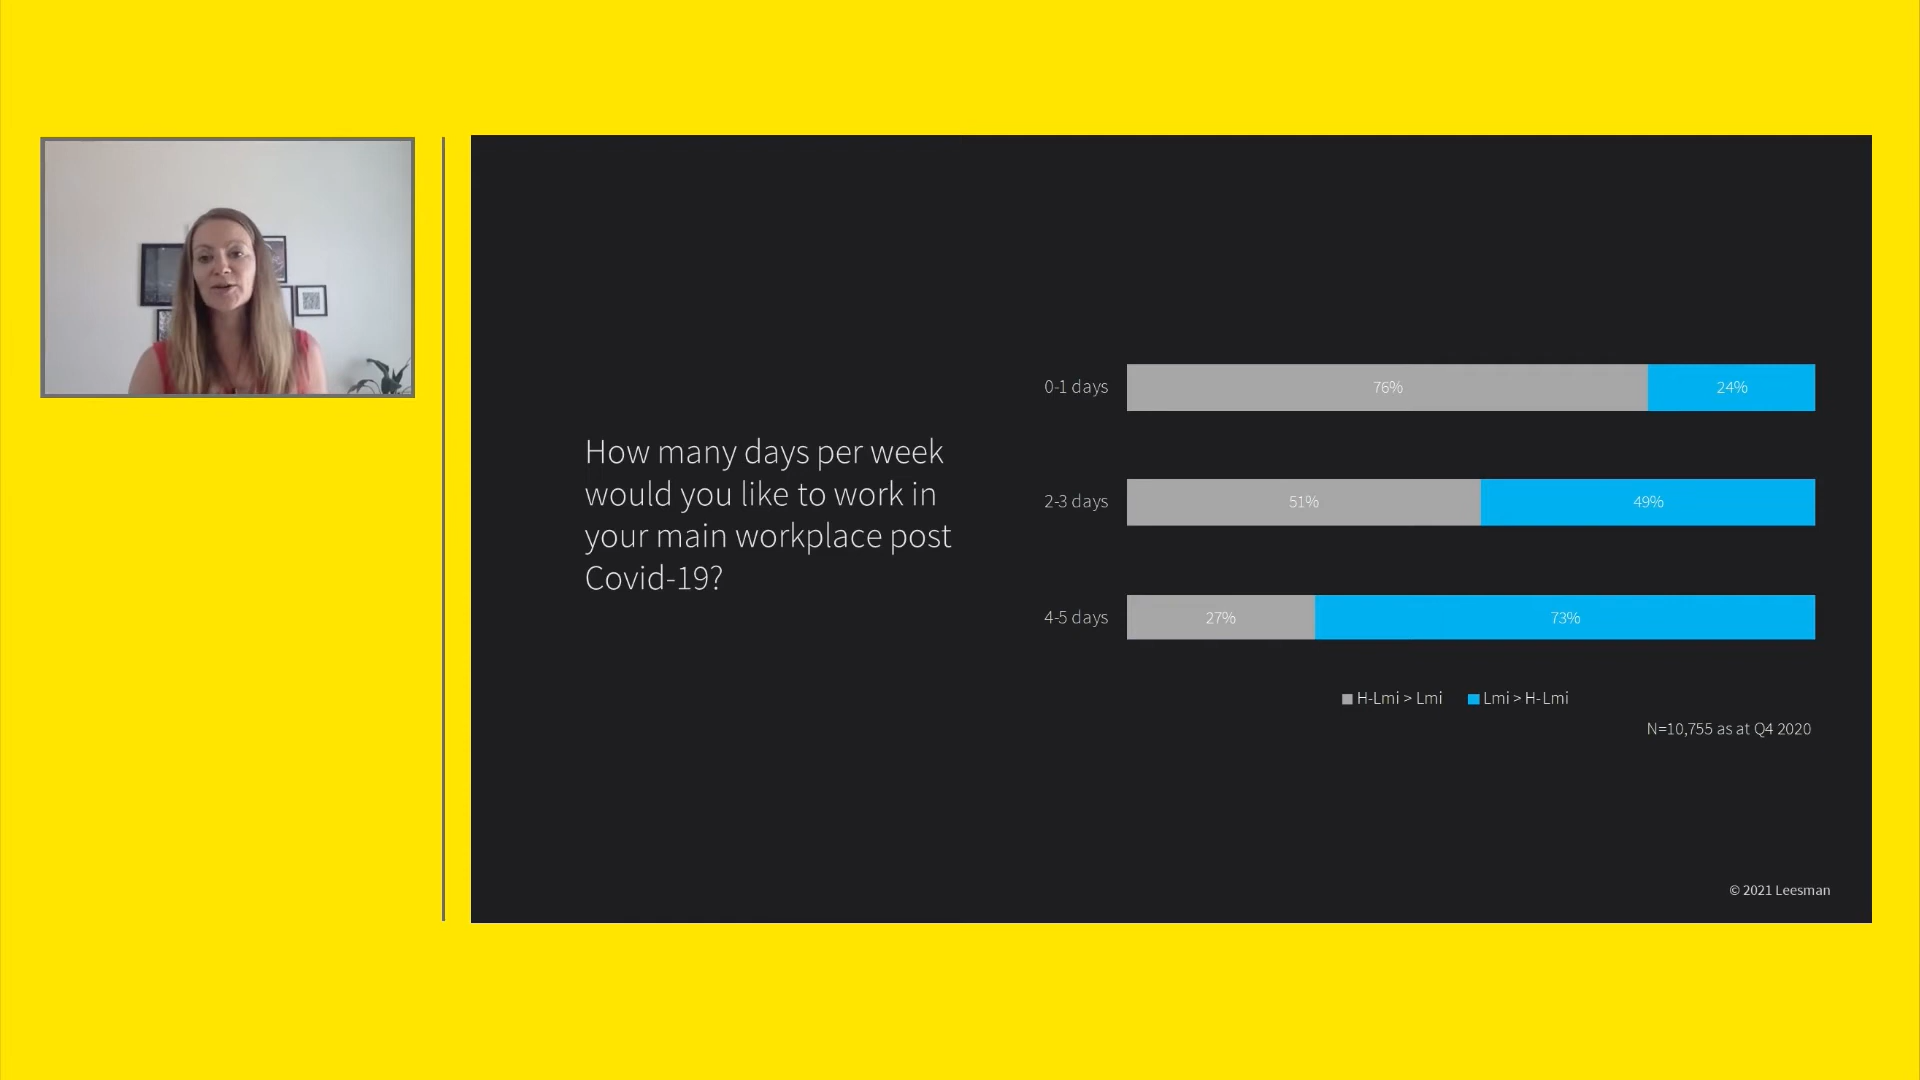 How many days per week
would you like to work in
your main workplace post
Covid-19?
0-1 days 76% 24%
2-3 days 51% 49%
4-5 days 27% 73%
H-Lmi > Lmi Lmi > H-Lmi
N=10,755 as at Q4 2020
© 2021 Leesman